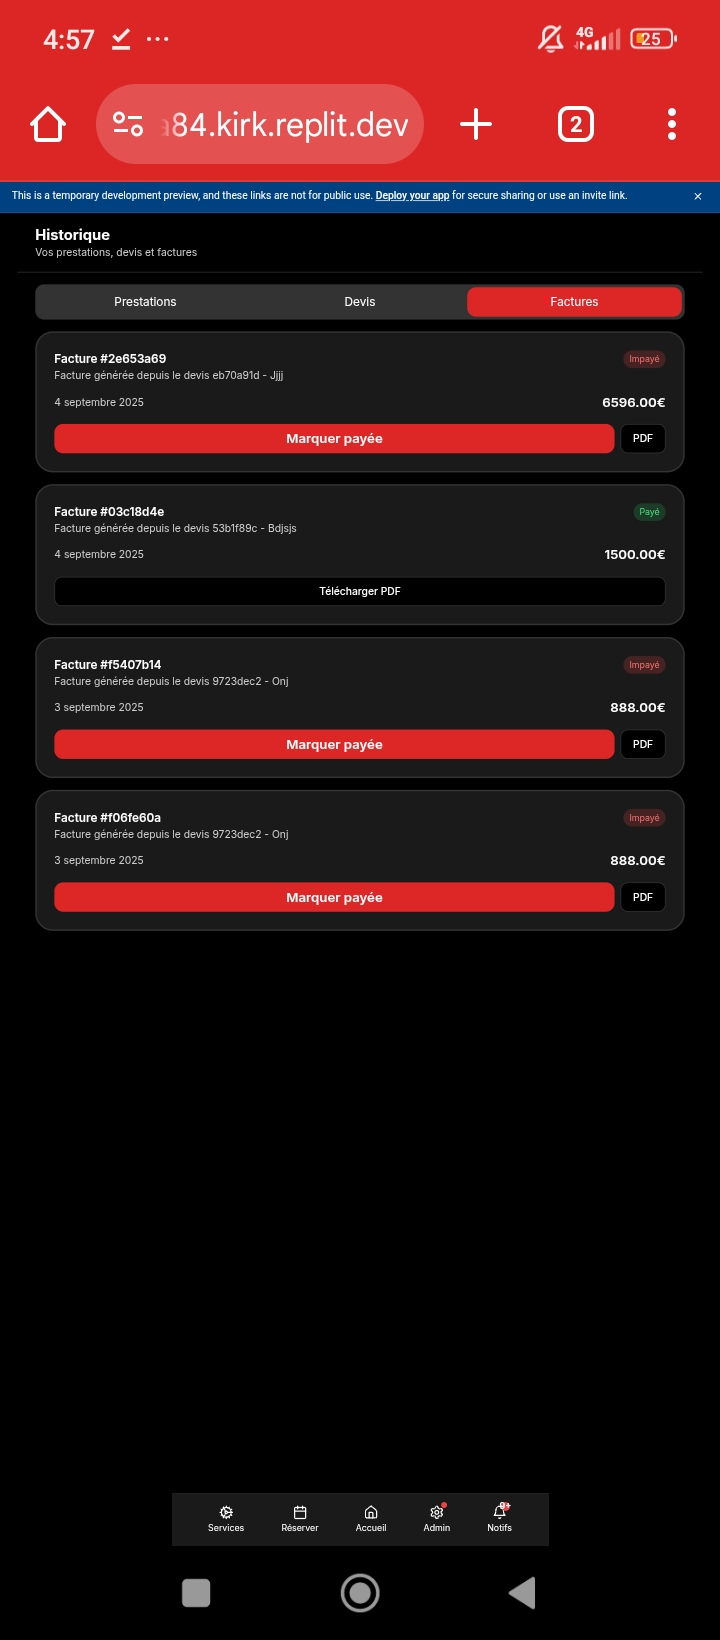 4:57
4G
25
84.kirk.replit.dev
2
This is a temporary development preview, and these links are not for public use. Deploy your app for secure sharing or use an invite link.
Historique
Vos prestations, devis et factures
Prestations Devis Factures
Facture #2e653a69 Impayé
Facture générée depuis le devis eb70a91d - Jjjj
4 septembre 2025 6596.00€
Marquer payée PDF
Facture #03c18d4e Payé
Facture générée depuis le devis 53b1f89c - Bdjsjs
4 septembre 2025 1500.00€
Télécharger PDF
Facture #f5407b14 Impayé
Facture générée depuis le devis 9723dec2 - Onj
3 septembre 2025 888.00€
Marquer payée PDF
Facture #f06fe60a Impayé
Facture générée depuis le devis 9723dec2 - Onj
3 septembre 2025 888.00€
Marquer payée PDF
9+
Services Réserver Accueil Admin Notifs